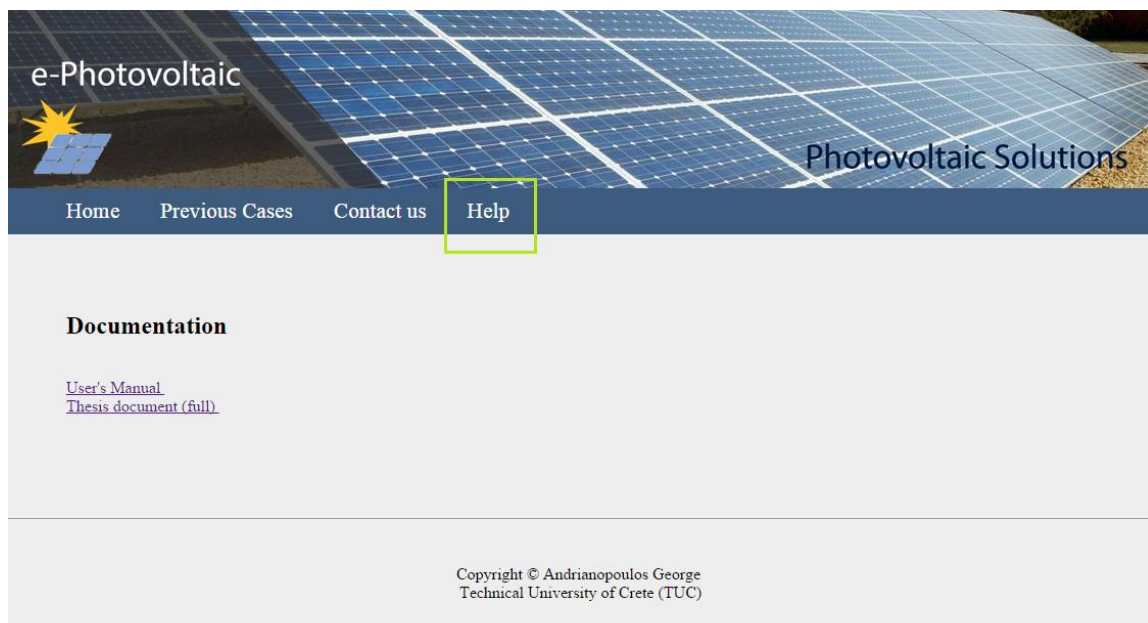 e-Photovoltaic
Photovoltaic Solutions
Home Previous Cases Contact us Help
Documentation
User's Manual
Thesis document (full)
Copyright © Andrianopoulos George
Technical University of Crete (TUC)